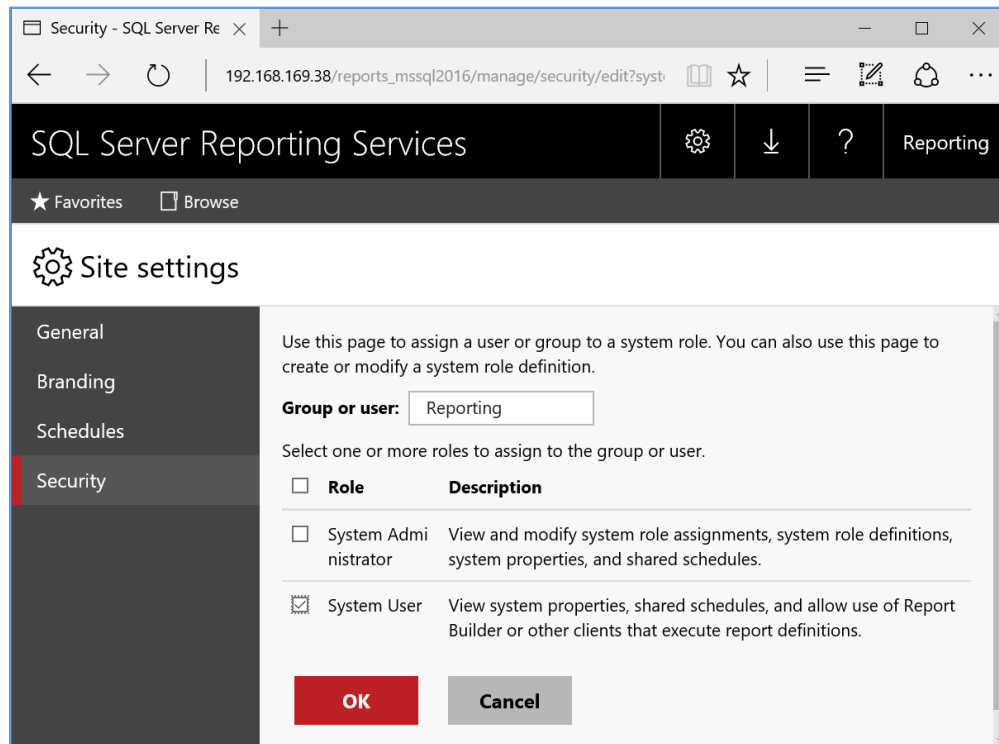 Security - SQL Server Re
192.168.169.38/reports_mssql2016/manage/security/edit?syst
SQL Server Reporting Services
? Reporting
Favorites Browse
Site settings
General
Branding
Schedules
Security
Use this page to assign a user or group to a system role. You can also use this page to
create or modify a system role definition.
Group or user: Reporting
Select one or more roles to assign to the group or user.
Role Description
System Admi View and modify system role assignments, system role definitions,
nistrator system properties, and shared schedules.
System User View system properties, shared schedules, and allow use of Report
Builder or other clients that execute report definitions.
OK Cancel